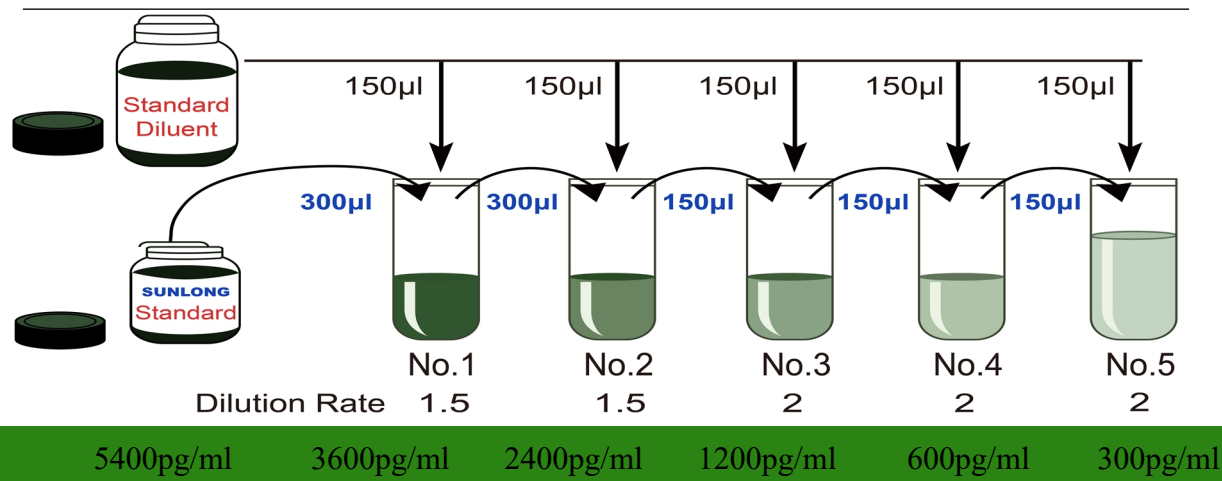 150µl 150µl 150µl 150µl 150µl
Standard
Diluent
300µl 300µl 150µl 150µl 150µl
SUNLONG
Standard
No.1 No.2 No.3 No.4 No.5
Dilution Rate 1.5 1.5 2 2 2
5400pg/ml 3600pg/ml 2400pg/ml 1200pg/ml 600pg/ml 300pg/ml